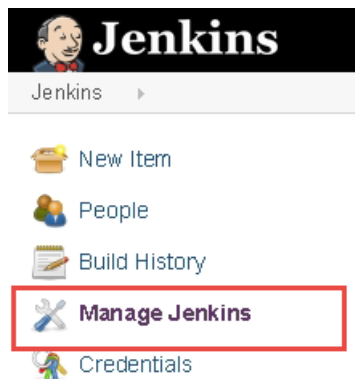 Jenkins
Jenkins
New Item
People
Build History
Manage Jenkins
Credentials